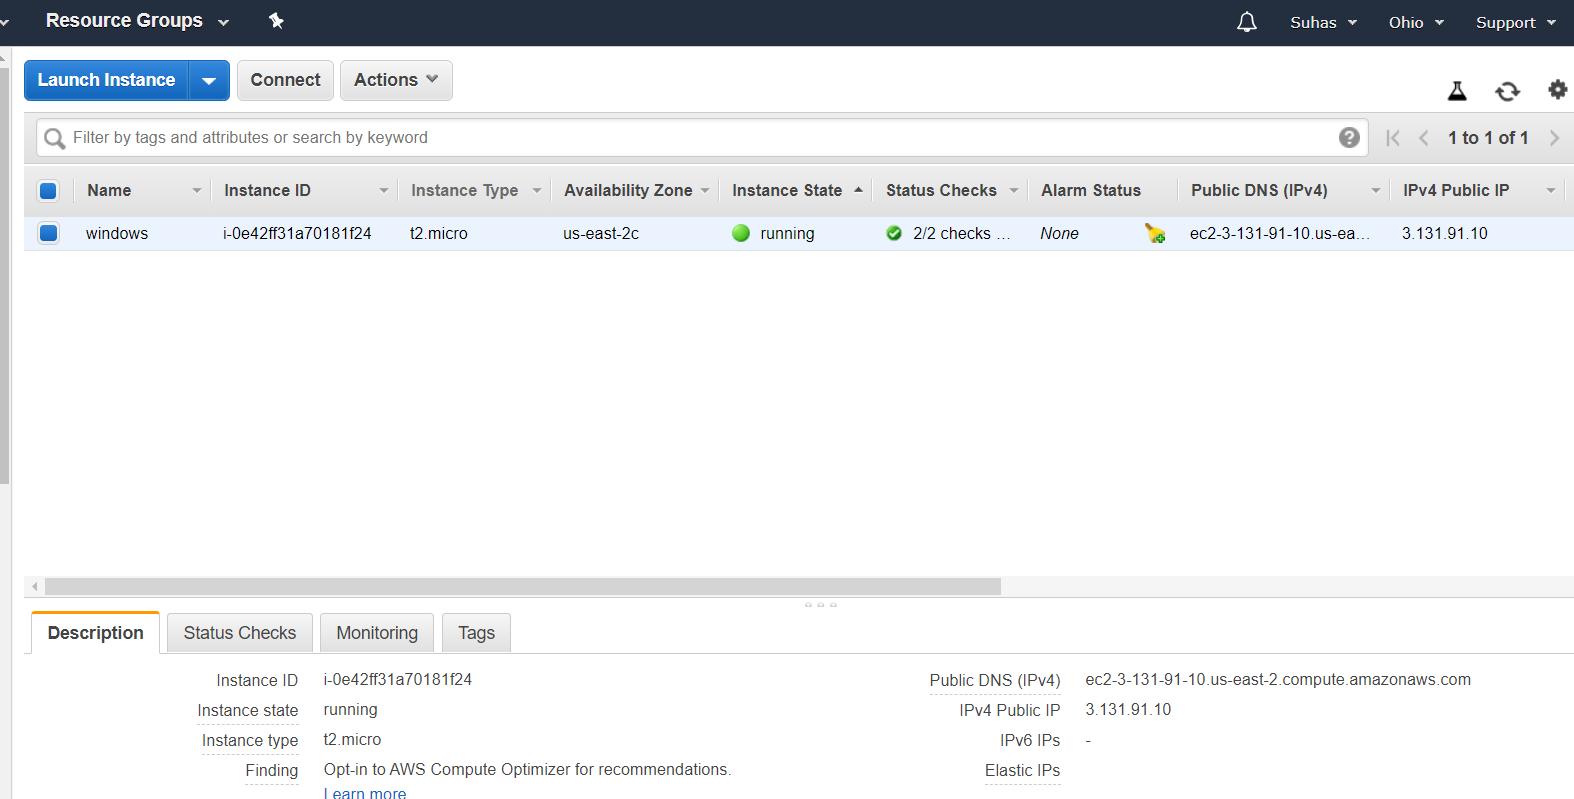 Resource Groups Suhas Ohio Support
Launch Instance Connect Actions
Filter by tags and attributes or search by keyword 1 to 1 of 1
Name Instance ID Instance Type Availability Zone Instance State Status Checks Alarm Status Public DNS (IPv4) IPv4 Public IP
windows i-0e42ff31a70181f24 t2.micro us-east-2c running 2/2 checks ... None ec2-3-131-91-10.us-ea... 3.131.91.10
Description Status Checks Monitoring Tags
Instance ID i-0e42ff31a70181f24 Public DNS (IPv4) ec2-3-131-91-10.us-east-2.compute.amazonaws.com
Instance state running IPv4 Public IP 3.131.91.10
Instance type t2.micro IPv6 IPs -
Finding Opt-in to AWS Compute Optimizer for recommendations. Elastic IPs
Learn more